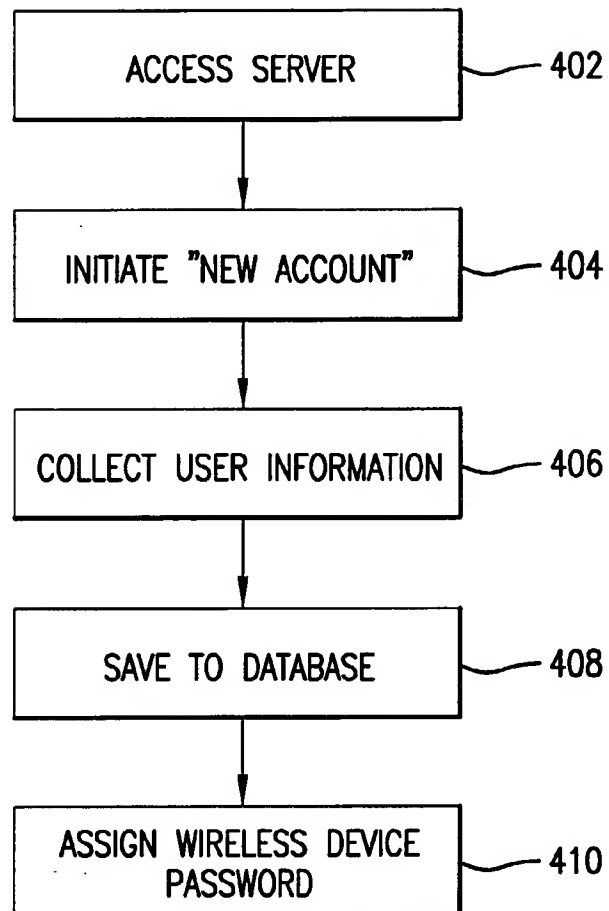 ACCESS SERVER
402
INITIATE "NEW ACCOUNT"
404
COLLECT USER INFORMATION
406
SAVE TO DATABASE
408
ASSIGN WIRELESS DEVICE
PASSWORD
410